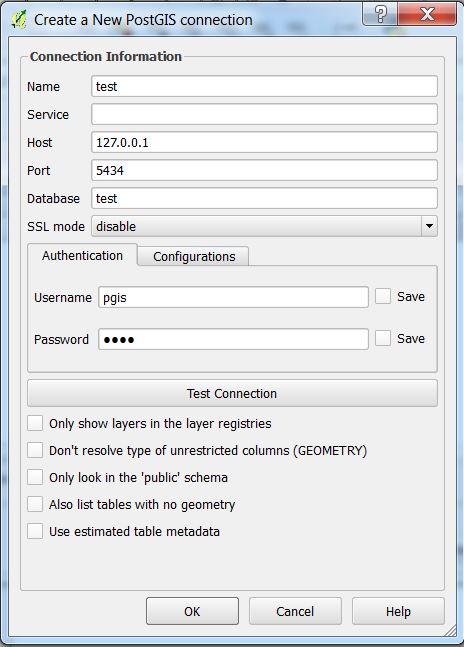 Create a New PostGIS connection
Connection Information
Name test
Service
Host 127.0.0.1
Port 5434
Database test
SSL mode disable
Authentication Configurations
Username pgis Save
Password ●●●● Save
Test Connection
Only show layers in the layer registries
Don't resolve type of unrestricted columns (GEOMETRY)
Only look in the 'public' schema
Also list tables with no geometry
Use estimated table metadata
OK Cancel Help